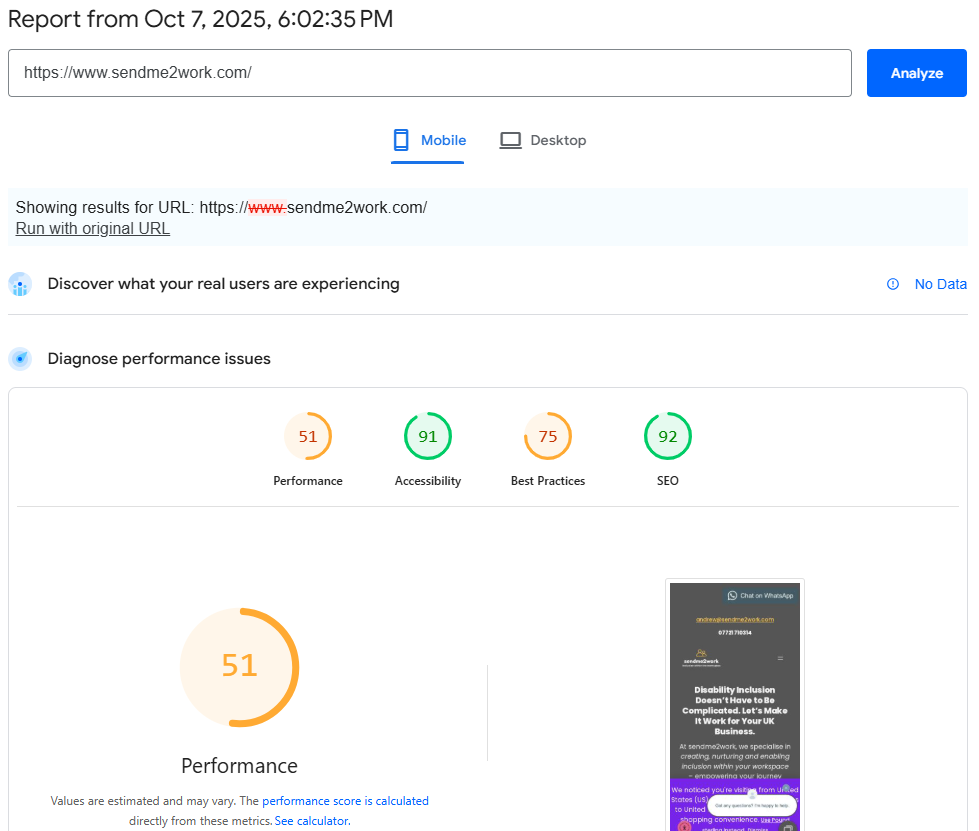 Report from Oct 7, 2025, 6:02:35 PM
https://www.sendme2work.com/
Analyze
Mobile
Desktop
Showing results for URL: https://www.sendme2work.com/
Run with original URL
Discover what your real users are experiencing
No Data
Diagnose performance issues
51
91
75
92
Performance
Accessibility
Best Practices
SEO
51
Performance
Values are estimated and may vary. The performance score is calculated
directly from these metrics. See calculator.
Chat on WhatsApp
andrew@sendme2work.com
07721 710314
sendme2work
Disability Inclusion
Doesn't Have to Be
Complicated. Let's Make
It Work for Your UK
Business.
At sendme2work, we specialise in
creating, nurturing and enabling
inclusion within your workspace
– empowering your journey
We noticed you're visiting from United
States (US)
Got any questions? I'm happy to help.
to United
shopping convenience. Use Pound
sterling instead. Dismiss